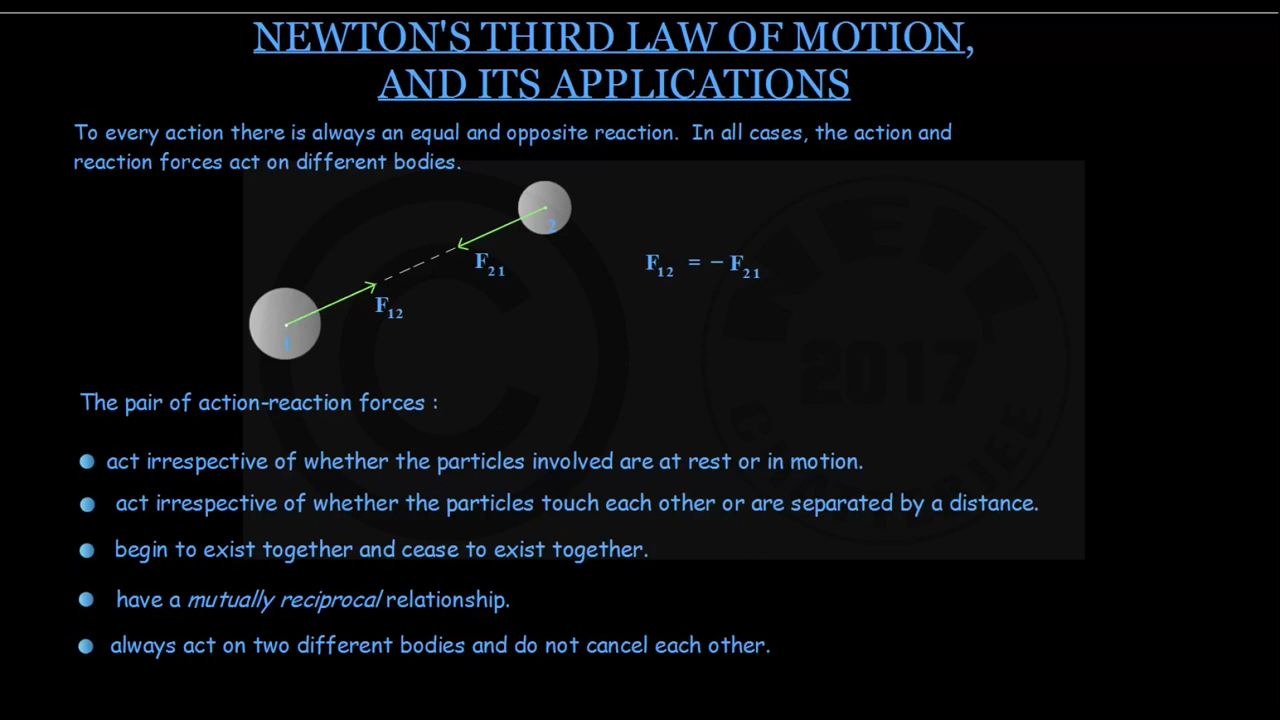 NEWTON'S THIRD LAW OF MOTION,
AND ITS APPLICATIONS
To every action there is always an equal and opposite reaction. In all cases, the action and
reaction forces act on different bodies.
2
F₂₁
F₁₂ = − F₂₁
F₁₂
1
The pair of action-reaction forces :
act irrespective of whether the particles involved are at rest or in motion.
act irrespective of whether the particles touch each other or are separated by a distance.
begin to exist together and cease to exist together.
have a mutually reciprocal relationship.
always act on two different bodies and do not cancel each other.
©
2017